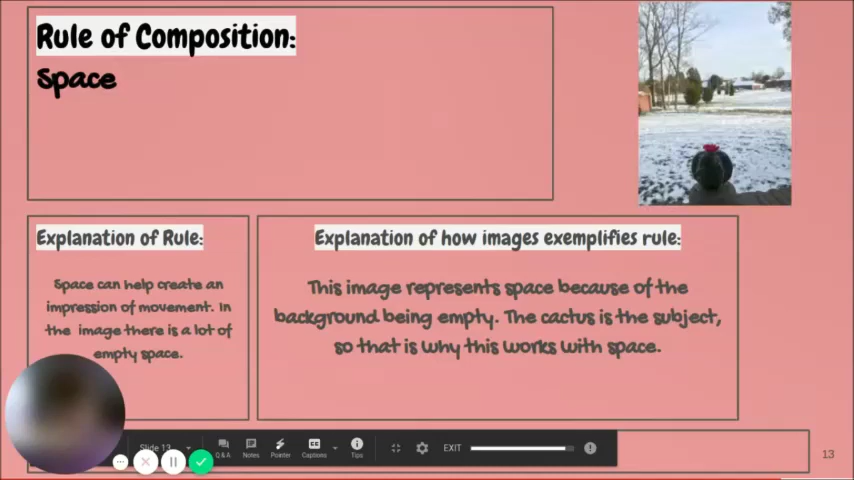 Rule of Composition:
Space
Explanation of Rule:
Space can help create an
impression of movement. In
the image there is a lot of
empty space.
Explanation of how images exemplifies rule:
This image represents space because of the
background being empty. The cactus is the subject,
so that is why this works with space.
Slide 13
Q & A
Notes
Pointer
CC
Captions
Tips
EXIT
13